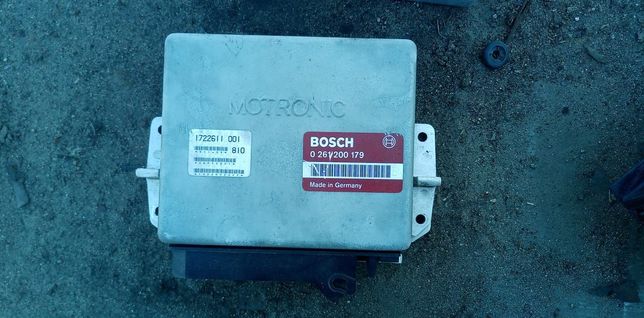 MOTRONIC
1722611 001
810
BOSCH
0 261 200 179
Made in Germany